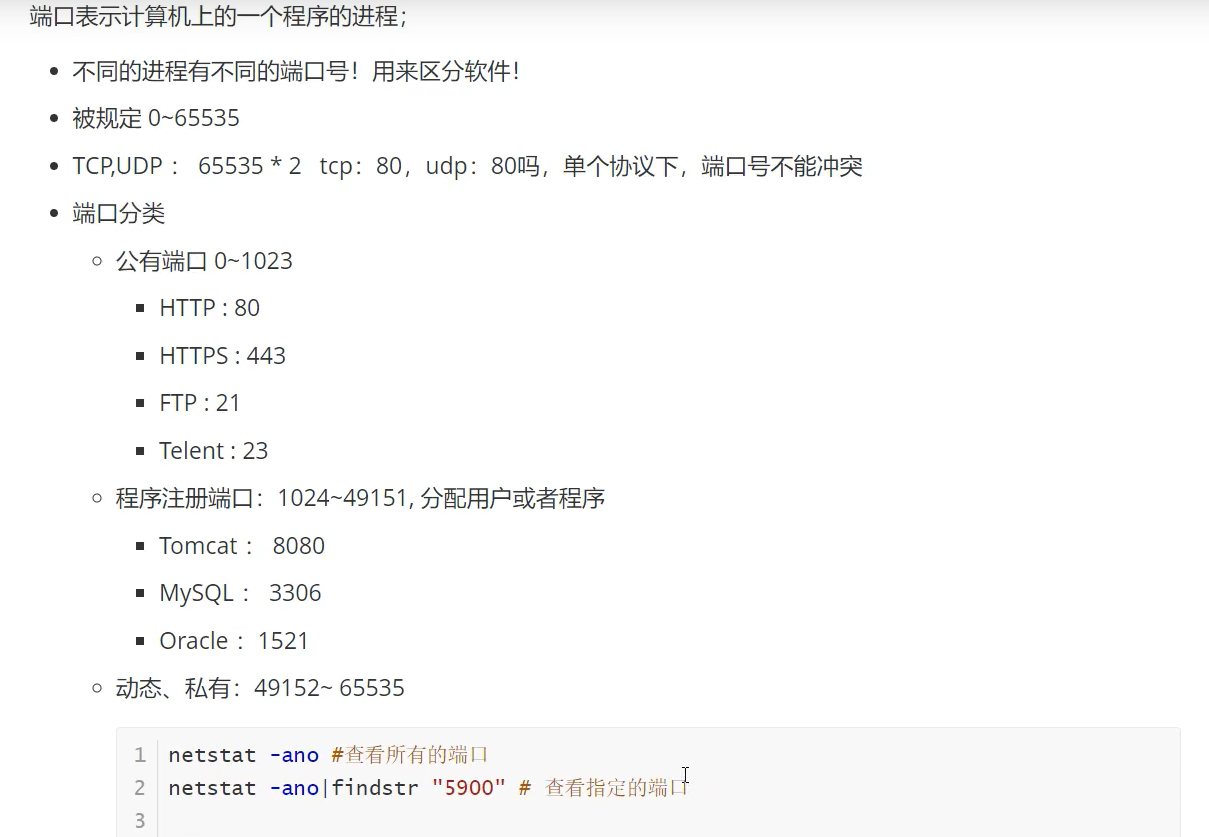 端口表示计算机上的一个程序的进程；
不同的进程有不同的端口号！用来区分软件！
被规定 0~65535
TCP,UDP： 65535 * 2 tcp：80，udp：80吗，单个协议下，端口号不能冲突
端口分类
公有端口 0~1023
HTTP : 80
HTTPS : 443
FTP : 21
Telent : 23
程序注册端口：1024~49151, 分配用户或者程序
Tomcat： 8080
MySQL： 3306
Oracle：1521
动态、私有：49152~ 65535
1 netstat -ano #查看所有的端口
2 netstat -ano|findstr "5900" # 查看指定的端口
3